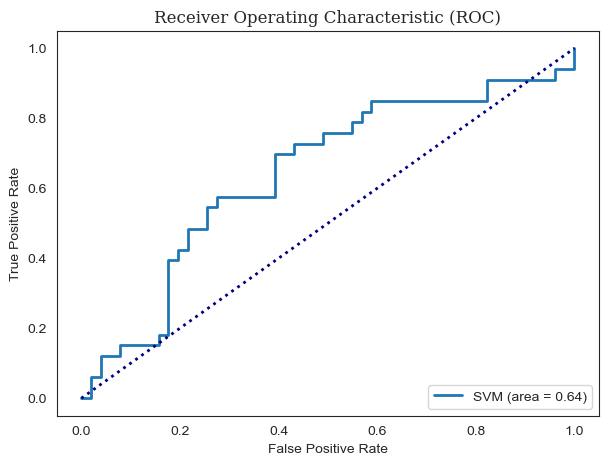 Receiver Operating Characteristic (ROC)
1.0
0.8
0.6
0.4
0.2
0.0
True Positive Rate
SVM (area = 0.64)
0.0 0.2 0.4 0.6 0.8 1.0
False Positive Rate